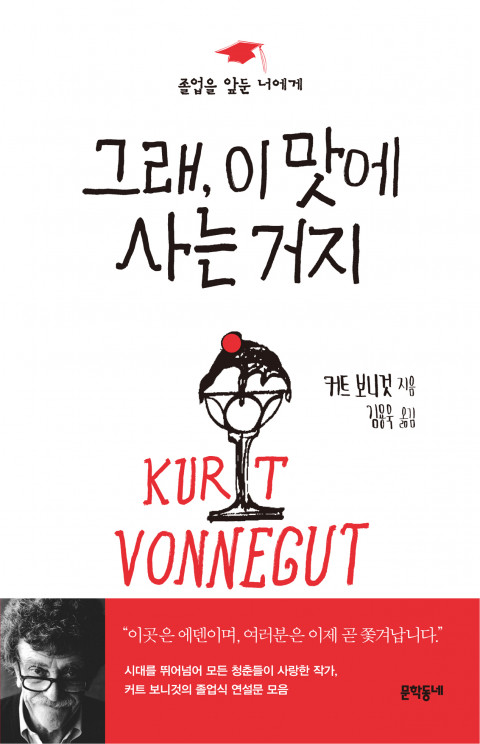 졸업을 앞둔 너에게
그래, 이 맛에
사는 거지
커트 보니것 지음
김용욱 옮김
KURT
VONNEGUT
“이곳은 에덴이며, 여러분은 이제 곧 쫓겨납니다.”
시대를 뛰어넘어 모든 청춘들이 사랑한 작가,
커트 보니것의 졸업식 연설문 모음
문학동네